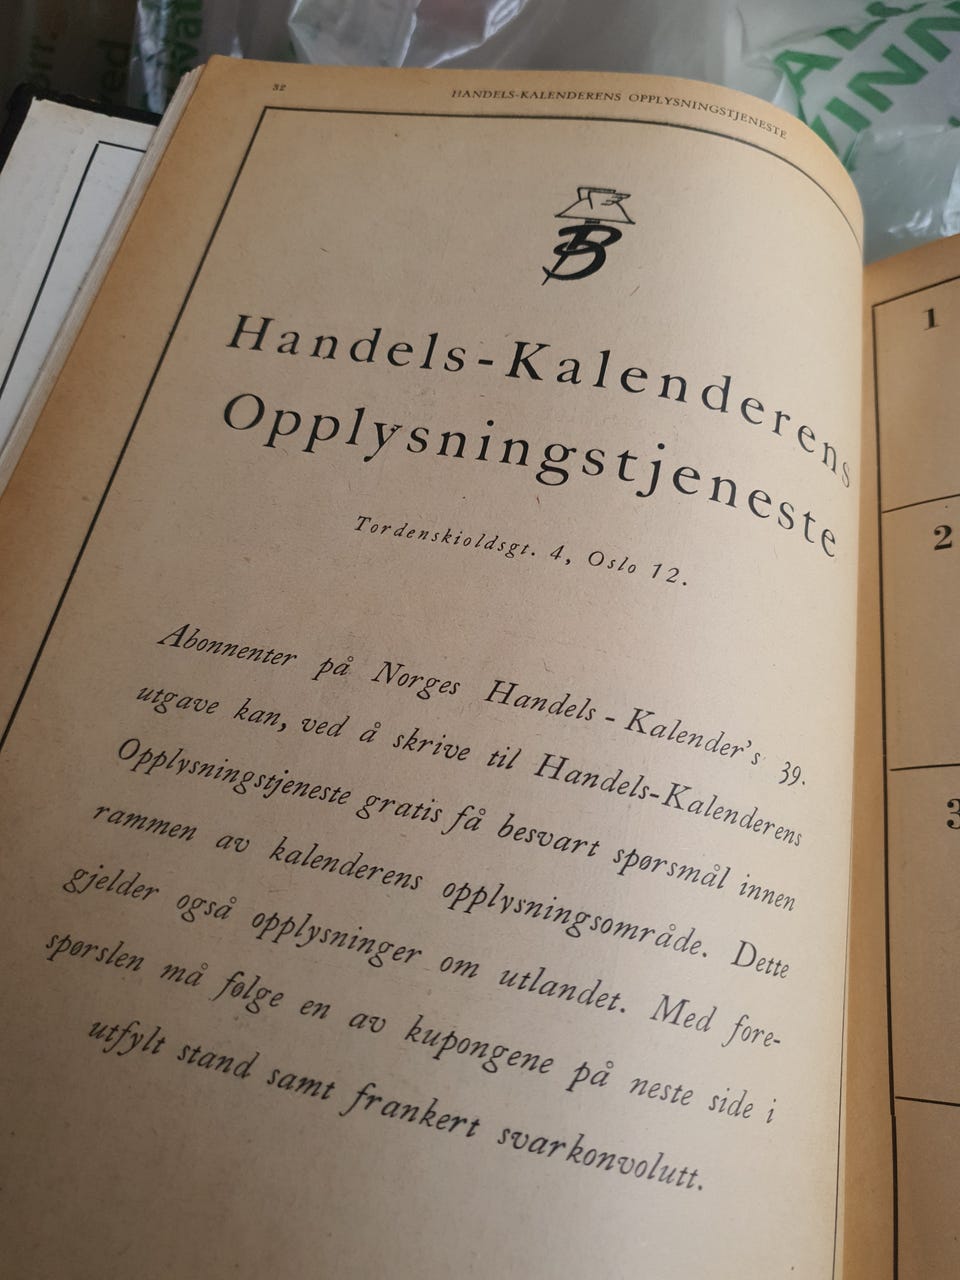 32
HANDELS-KALENDERENS OPPLYSNINGSTJENESTE
B
Handels-Kalenderens
Opplysningstjeneste
Tordenskioldsgt. 4, Oslo 12.
Abonnenter på Norges Handels - Kalender's 39.
utgave kan, ved å skrive til Handels-Kalenderens
Opplysningstjeneste gratis få besvart spørsmål innen
rammen av kalenderens opplysningsområde. Dette
gjelder også opplysninger om utlandet. Med fore-
spørslen må følge en av kupongene på neste side i
utfylt stand samt frankert svarkonvolutt.
1
2
3